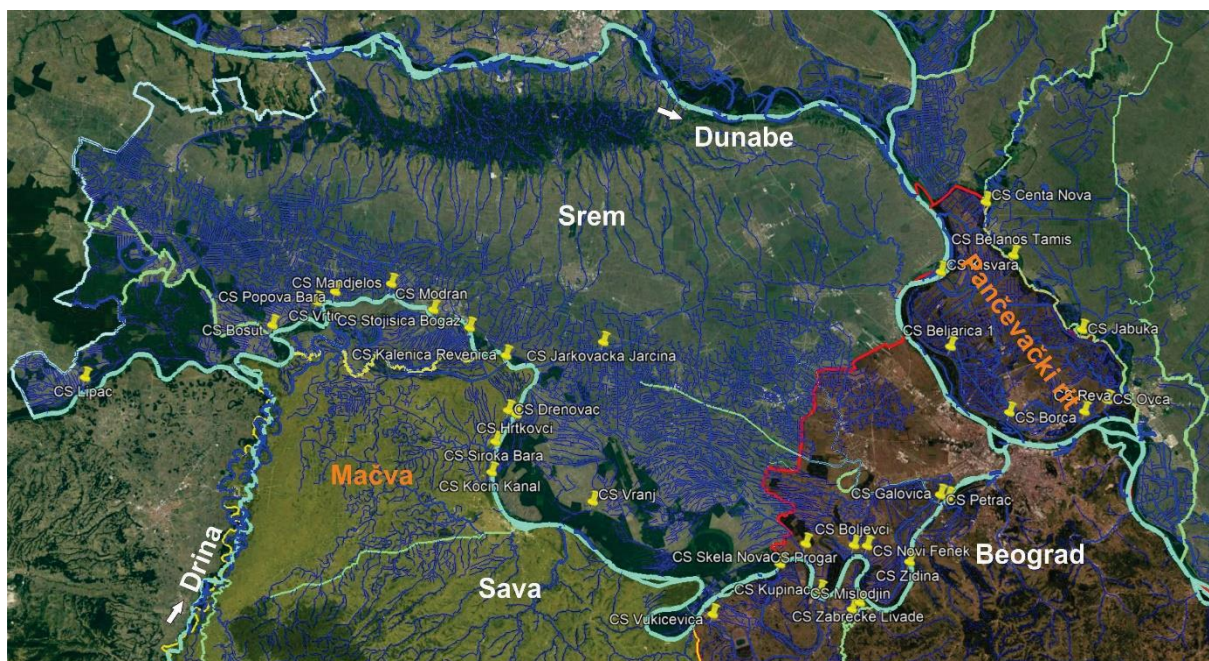 Dunabe
CS Centa Nova
Srem
CS Belanos Tamis
CS Mandjelos
CS Popova Bara
CS Modran
CS Vrtic
CS Stojisica Bogaz
CS Bosut
Pančevački rit
CS Beljarica 1
CS Jabuka
CS Kalenica Revenica
CS Jarkovacka Jarcina
CS Lipac
CS Reva
CS Ovca
CS Drenovac
CS Borca
CS Hrtkovci
CS Siroka Bara
Mačva
CS Kocin Kanal
CS Vranj
CS Galovica
CS Petrac
Drina
CS Boljevci
CS Skela Nova
CS Progar
CS Novi Fenek
Beograd
CS Zidina
Sava
CS Kupinac
CS Mislodjin
CS Vukicevica
CS Zabrecke Livade